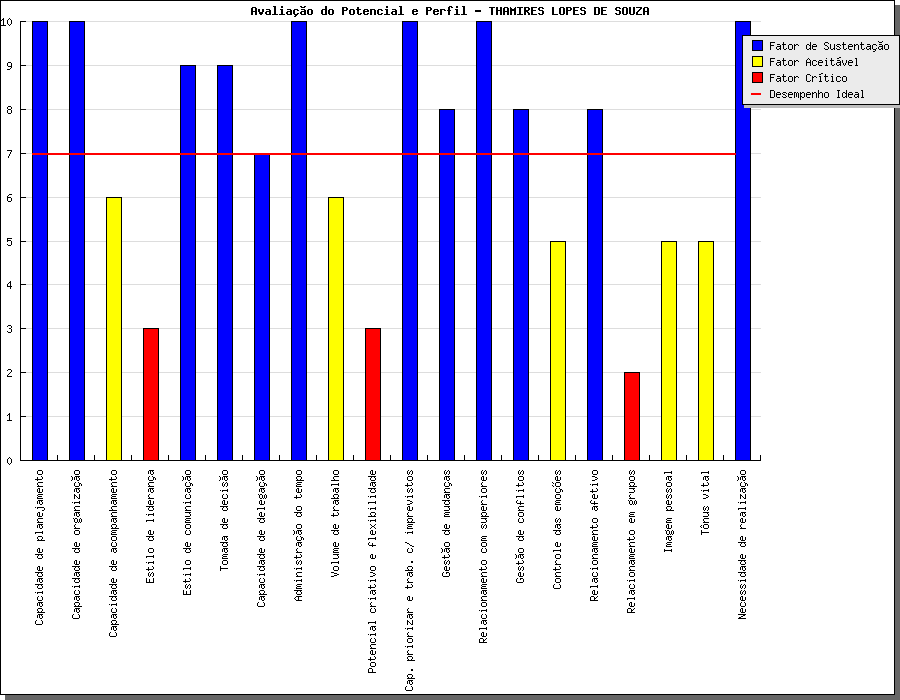 Avaliação do Potencial e Perfil - THAMIRES LOPES DE SOUZA
10
9
8
7
6
5
4
3
2
1
0
Fator de Sustentação
Fator Aceitável
Fator Crítico
Desempenho Ideal
Capacidade de planejamento
Capacidade de organização
Capacidade de acompanhamento
Estilo de liderança
Estilo de comunicação
Tomada de decisão
Capacidade de delegação
Administração do tempo
Volume de trabalho
Potencial criativo e flexibilidade
Cap. priorizar e trab. c/ imprevistos
Gestão de mudanças
Relacionamento com superiores
Gestão de conflitos
Controle das emoções
Relacionamento afetivo
Relacionamento em grupos
Imagem pessoal
Tônus vital
Necessidade de realização